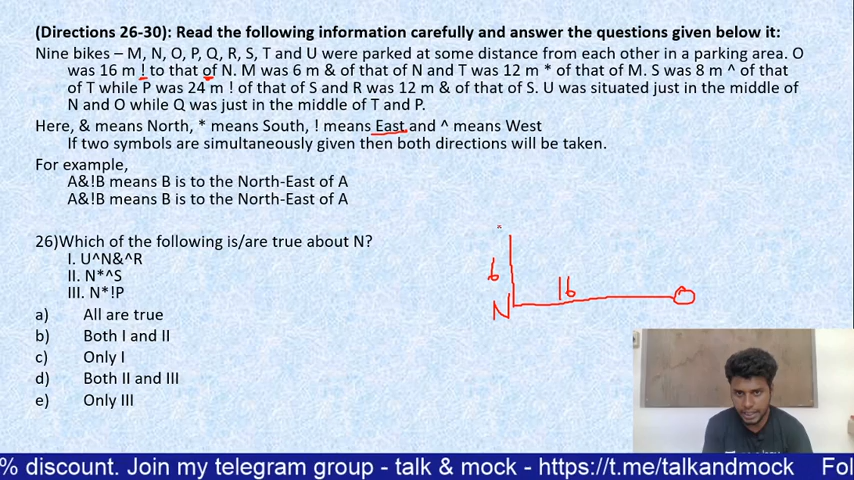 (Directions 26-30): Read the following information carefully and answer the questions given below it:
Nine bikes – M, N, O, P, Q, R, S, T and U were parked at some distance from each other in a parking area. O
was 16 m ! to that of N. M was 6 m & of that of N and T was 12 m * of that of M. S was 8 m ^ of that
of T while P was 24 m ! of that of S and R was 12 m & of that of S. U was situated just in the middle of
N and O while Q was just in the middle of T and P.
Here, & means North, * means South, ! means East and ^ means West
If two symbols are simultaneously given then both directions will be taken.
For example,
A&!B means B is to the North-East of A
A&!B means B is to the North-East of A
26)Which of the following is/are true about N?
I. U^N&^R
II. N*^S
III. N*!P
a) All are true
b) Both I and II
c) Only I
d) Both II and III
e) Only III
6
16
N
O
% discount. Join my telegram group - talk & mock - https://t.me/talkandmock Fol